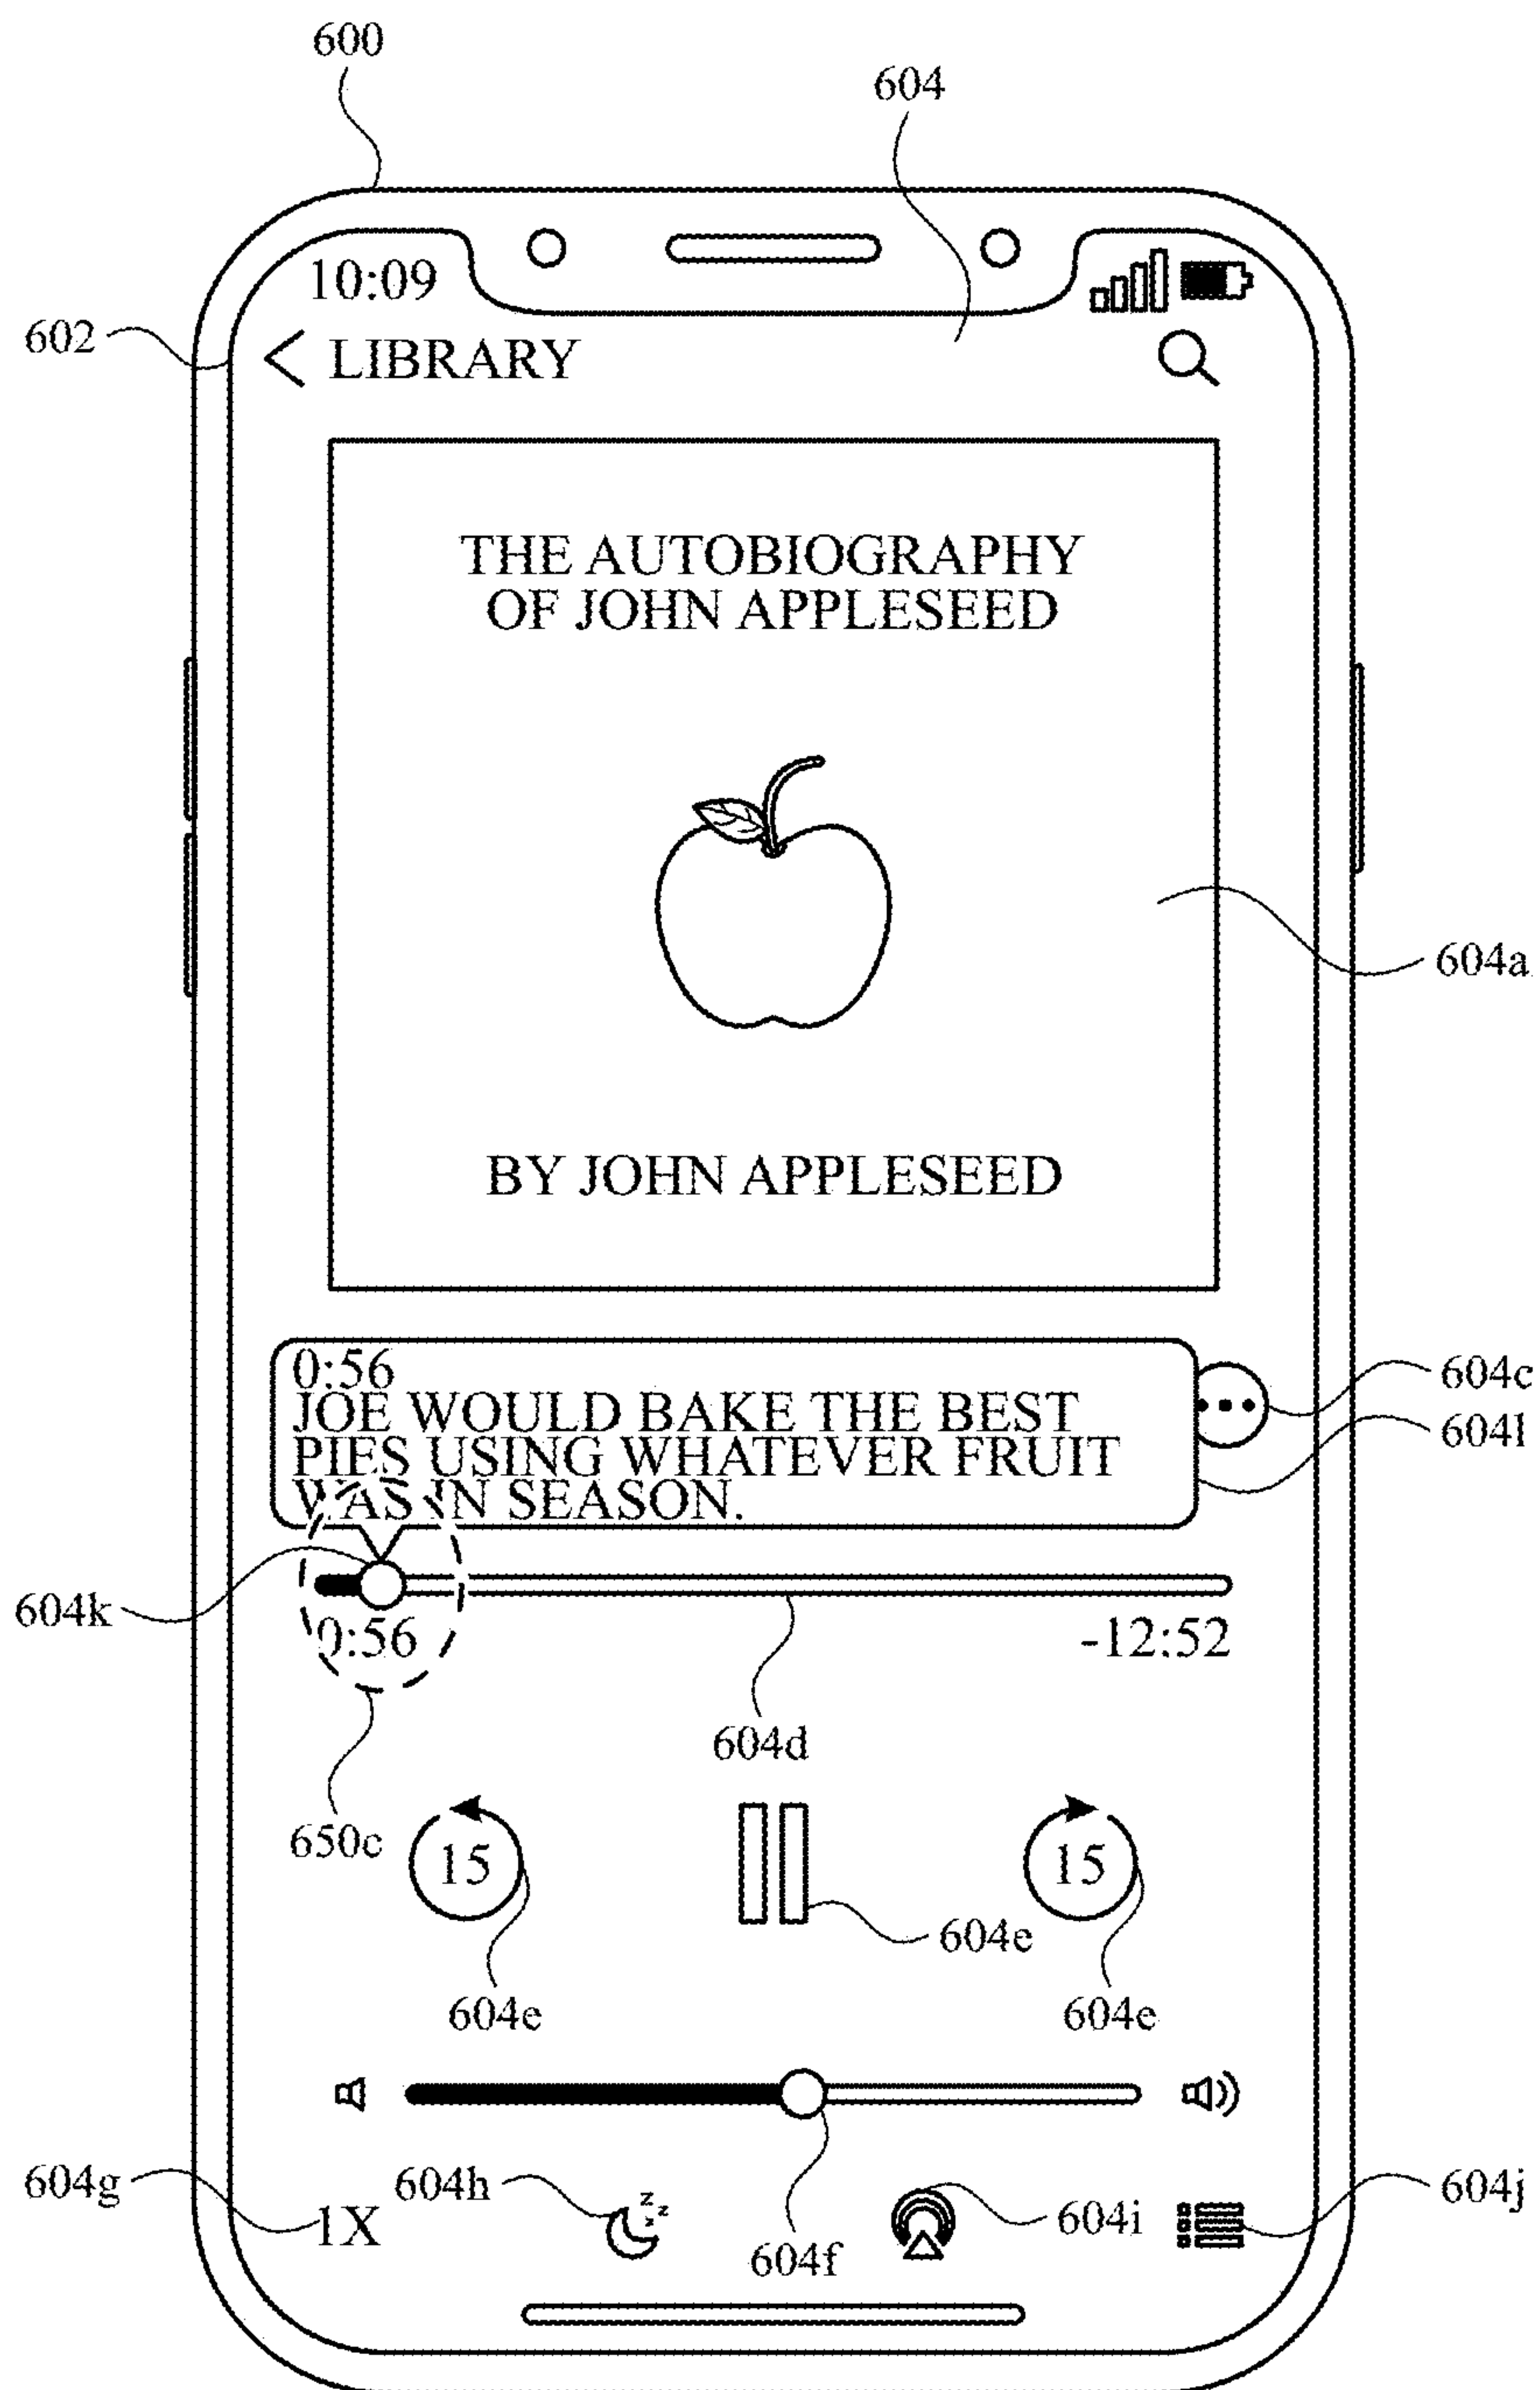 600
604
10:09
602
LIBRARY
THE AUTOBIOGRAPHY
OF JOHN APPLESEED
604a
BY JOHN APPLESEED
0:56
JOE WOULD BAKE THE BEST
PIES USING WHATEVER FRUIT
WAS IN SEASON.
604c
604l
604k
0:56
-12:52
604d
650c
15
15
604e
604e
604e
604g
1X
604h
z z z
604f
604i
604j